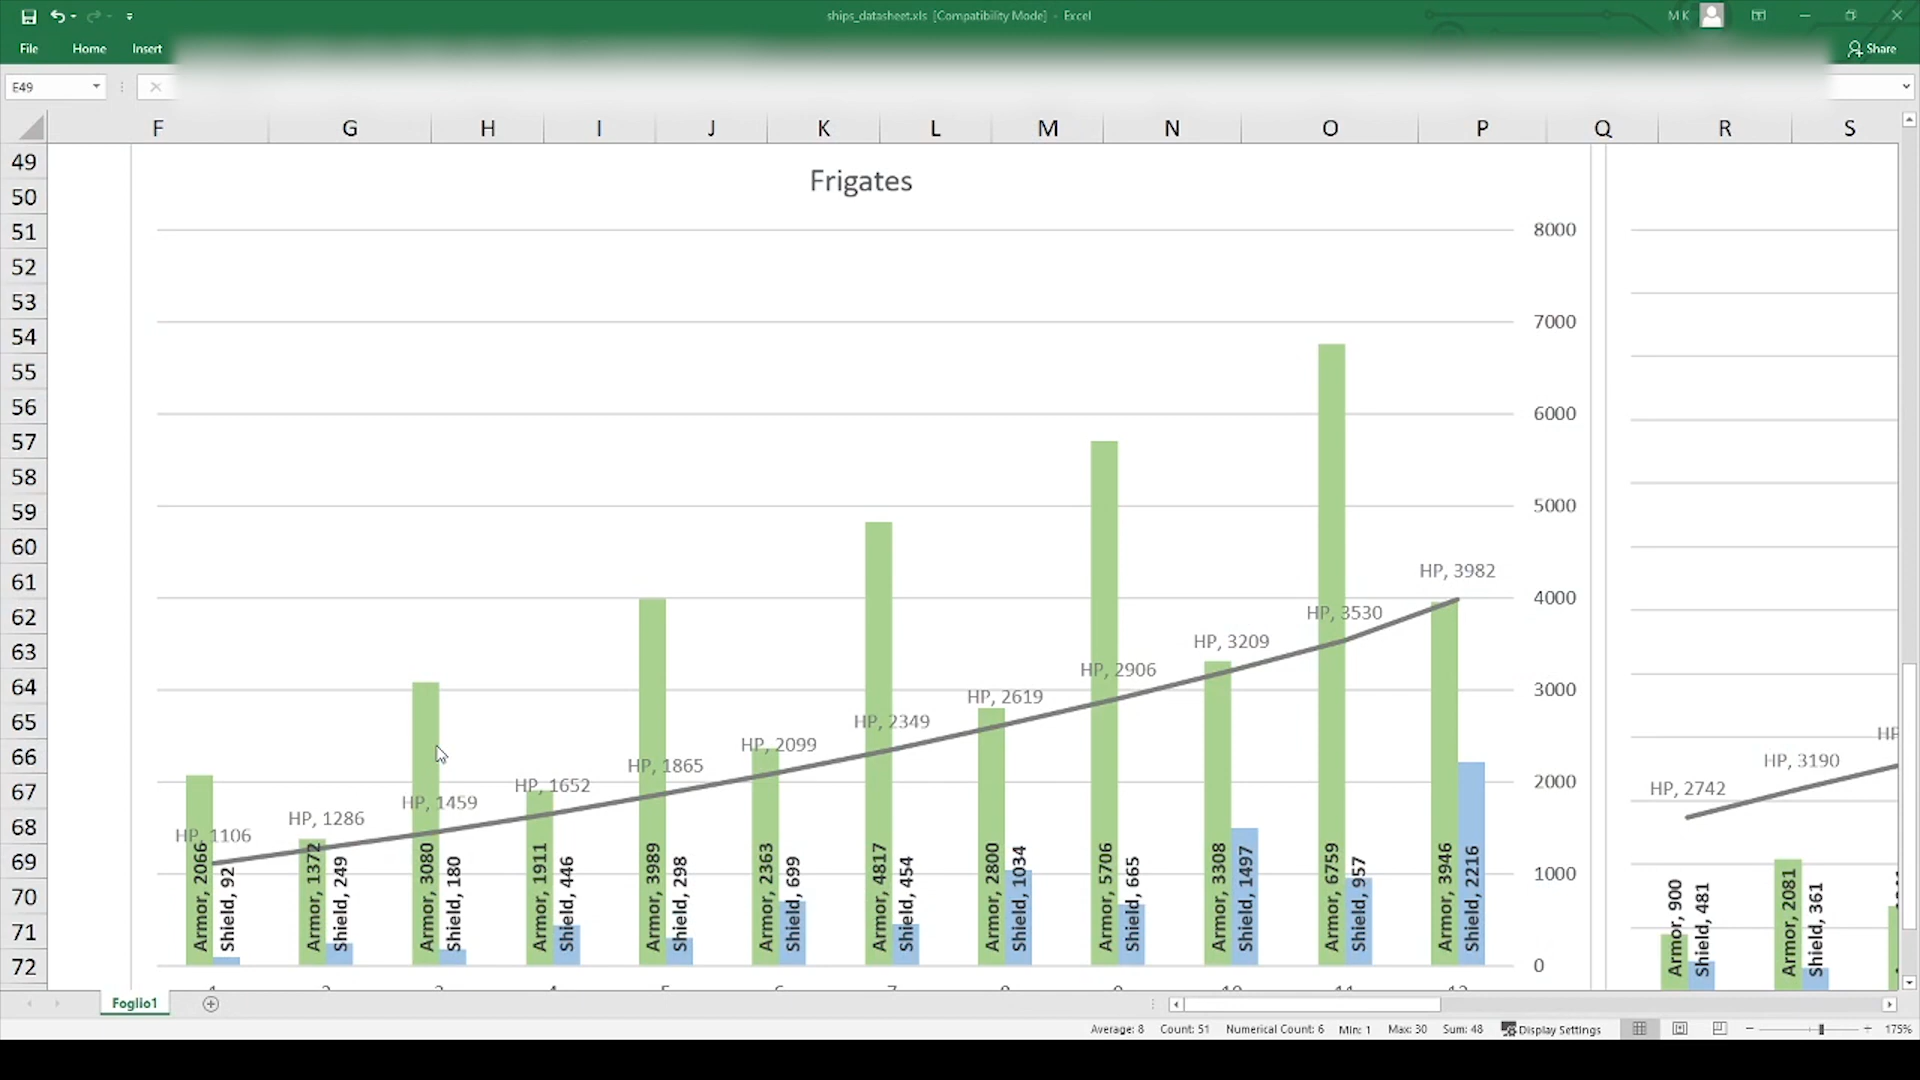 ships_datasheet.xls [Compatibility Mode] - Excel
M K
File Home Insert
Share
E49
F G H I J K L M N O P Q R S
49
50
51
52
53
54
55
56
57
58
59
60
61
62
63
64
65
66
67
68
69
70
71
72
Frigates
8000
7000
6000
5000
4000
3000
2000
1000
0
HP, 1106
HP, 1286
HP, 1459
HP, 1652
HP, 1865
HP, 2099
HP, 2349
HP, 2619
HP, 2906
HP, 3209
HP, 3530
HP, 3982
Armor, 2066
Shield, 92
Armor, 1372
Shield, 249
Armor, 3080
Shield, 180
Armor, 1911
Shield, 446
Armor, 3989
Shield, 298
Armor, 2363
Shield, 699
Armor, 4817
Shield, 454
Armor, 2800
Shield, 1034
Armor, 5706
Shield, 665
Armor, 3308
Shield, 1497
Armor, 6759
Shield, 957
Armor, 3946
Shield, 2216
HP, 2742
HP, 3190
HP
Armor, 900
Shield, 481
Armor, 2081
Shield, 361
Foglio1
Average: 8 Count: 51 Numerical Count: 6 Min: 1 Max: 30 Sum: 48 Display Settings 175%